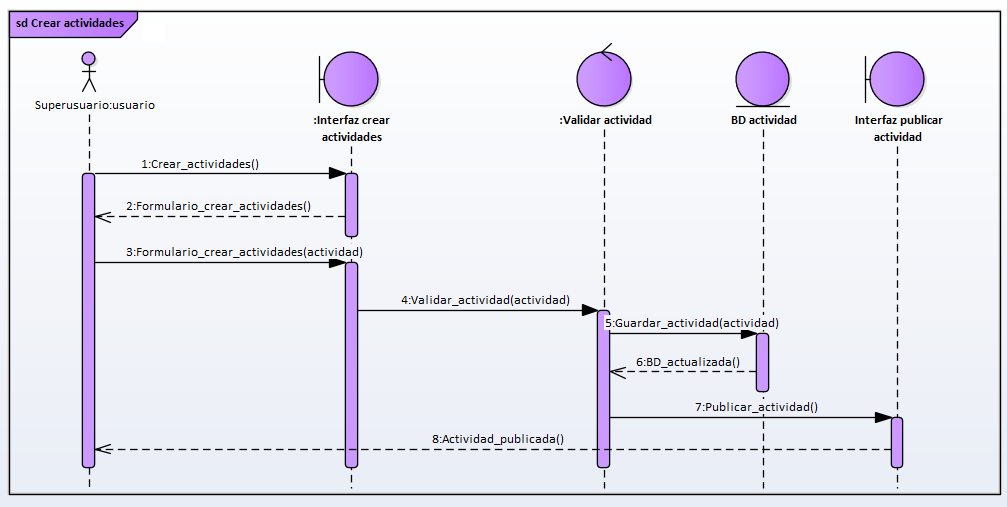 sd Crear actividades
Superusuario:usuario
:Interfaz crear
actividades
:Validar actividad
BD actividad
Interfaz publicar
actividad
1:Crear_actividades()
2:Formulario_crear_actividades()
3:Formulario_crear_actividades(actividad)
4:Validar_actividad(actividad)
5:Guardar_actividad(actividad)
6:BD_actualizada()
7:Publicar_actividad()
8:Actividad_publicada()